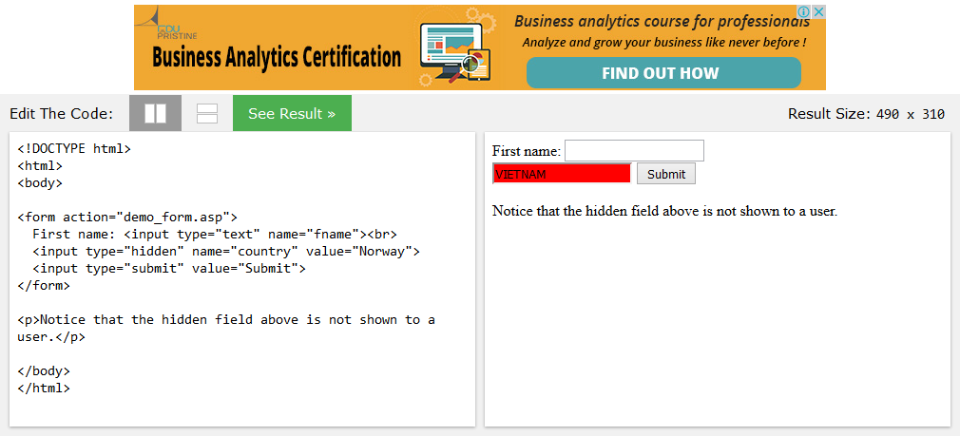 EDU
PRISTINE
Business Analytics Certification
Business analytics course for professionals
Analyze and grow your business like never before !
FIND OUT HOW
Edit The Code:
See Result »
Result Size: 490 x 310
<!DOCTYPE html>
<html>
<body>
<form action="demo_form.asp">
First name: <input type="text" name="fname"><br>
<input type="hidden" name="country" value="Norway">
<input type="submit" value="Submit">
</form>
<p>Notice that the hidden field above is not shown to a
user.</p>
</body>
</html>
First name:
VIETNAM
Submit
Notice that the hidden field above is not shown to a user.